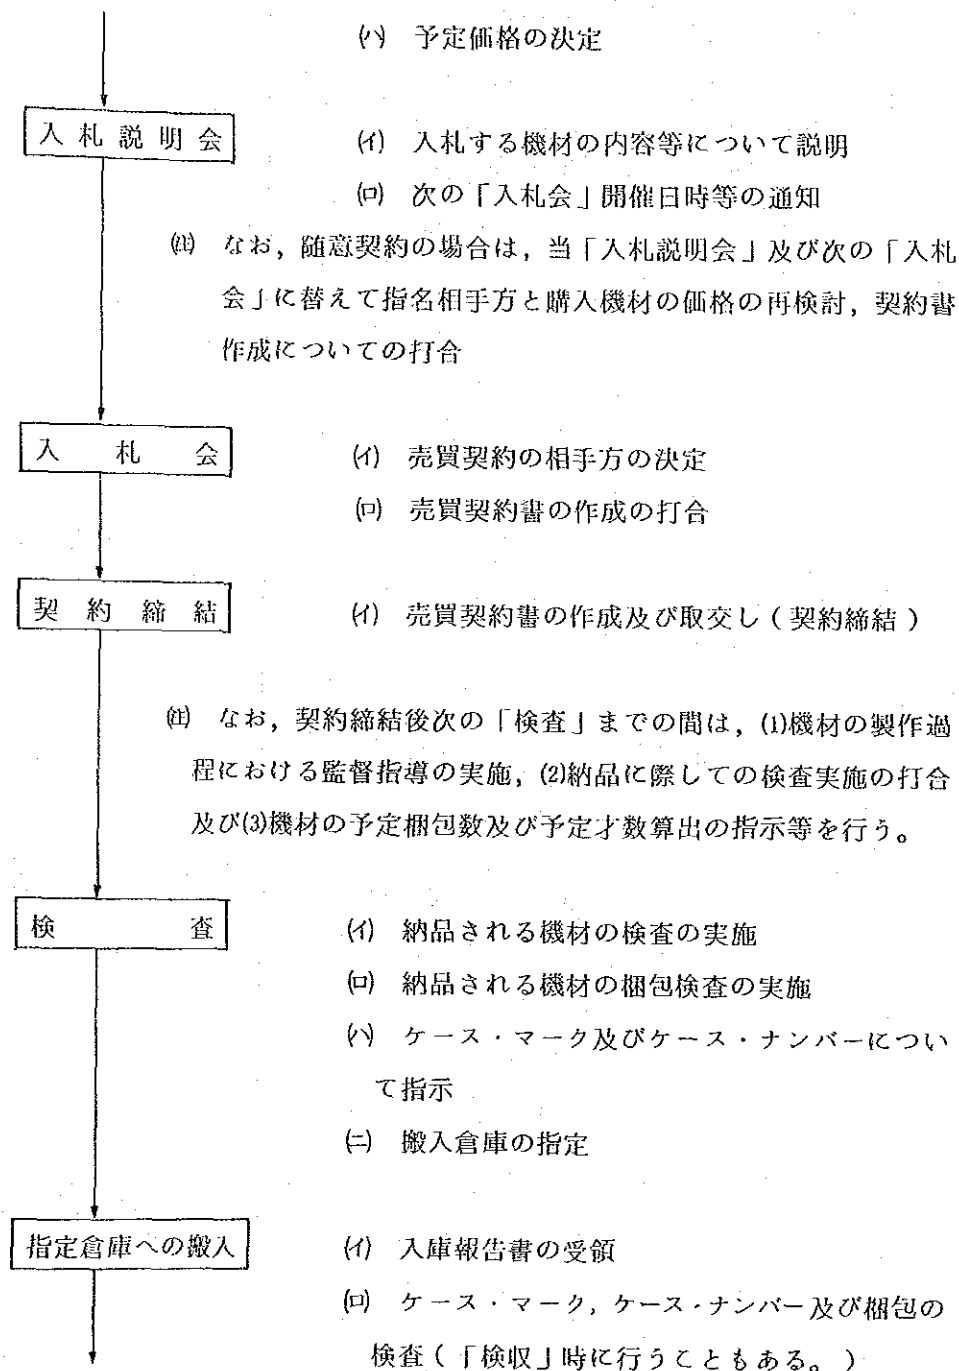 (ハ) 予定価格の決定
入札説明会
(イ) 入札する機材の内容等について説明
(ロ) 次の「入札会」開催日時等の通知
(註) なお,随意契約の場合は,当「入札説明会」及び次の「入札
会」に替えて指名相手方と購入機材の価格の再検討,契約書
作成についての打合
入札会
(イ) 売買契約の相手方の決定
(ロ) 売買契約書の作成の打合
契約締結
(イ) 売買契約書の作成及び取交し(契約締結)
(註) なお,契約締結後次の「検査」までの間は,(1)機材の製作過
程における監督指導の実施,(2)納品に際しての検査実施の打合
及び(3)機材の予定梱包数及び予定才数算出の指示等を行う。
検査
(イ) 納品される機材の検査の実施
(ロ) 納品される機材の梱包検査の実施
(ハ) ケース・マーク及びケース・ナンバーについ
て指示
(ニ) 搬入倉庫の指定
指定倉庫への搬入
(イ) 入庫報告書の受領
(ロ) ケース・マーク,ケース・ナンバー及び梱包の
検査(「検収」時に行うこともある。)